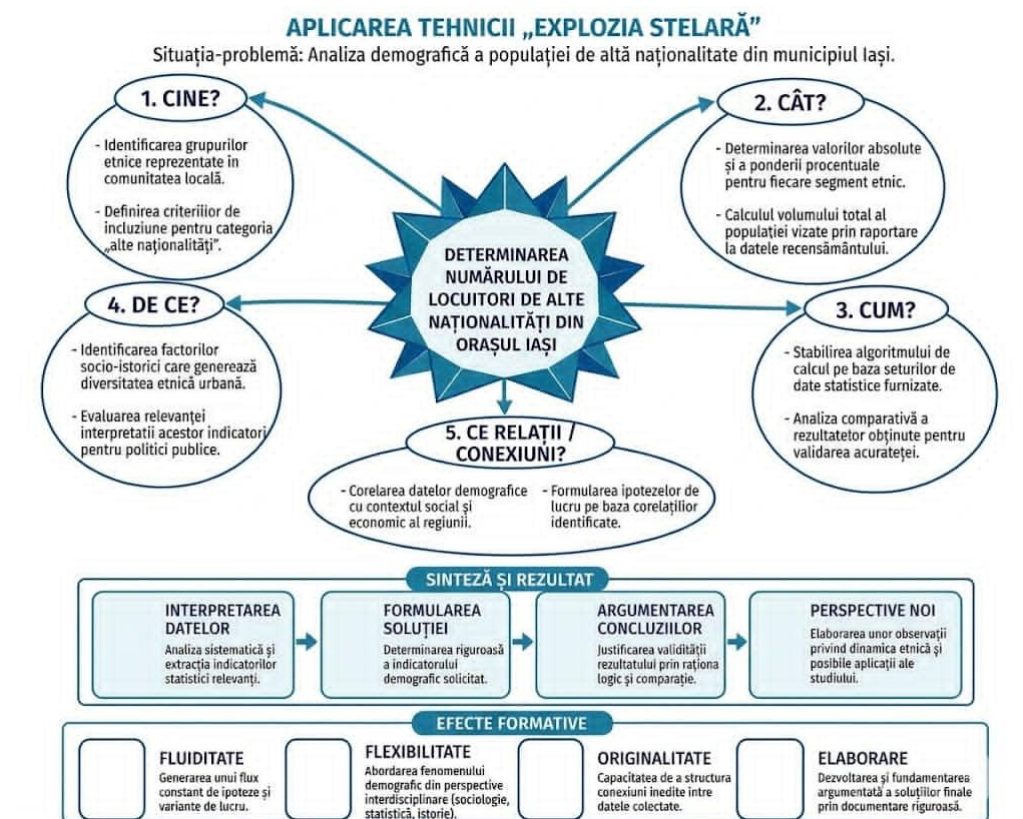 APLICAREA TEHNICII „EXPLOZIA STELARĂ”
Situația-problemă: Analiza demografică a populației de altă naționalitate din municipiul Iași.
1. CINE?
- Identificarea grupurilor
etnice reprezentate in
comunitatea locală.
- Definirea criteriilor de
incluziune pentru categoria
„alte naționalități”.
2. CÂT?
- Determinarea valorilor absolute
și a ponderii procentuale
pentru fiecare segment etnic.
- Calculul volumului total al
populației vizate prin raportare
la datele recensământului.
DETERMINAREA
NUMĂRULUI DE
LOCUITORI DE ALTE
NAȚIONALITĂȚI DIN
ORAȘUL IAȘI
4. DE CE?
- Identificarea factorilor
socio-istorici care generează
diversitatea etnică urbană.
- Evaluarea relevanței
interpretatii acestor indicatori
pentru politici publice.
3. CUM?
- Stabilirea algoritmului de
calcul pe baza seturilor de
date statistice furnizate.
- Analiza comparativă a
rezultatetor obținute pentru
validarea acurateței.
5. CE RELAȚII /
CONEXIUNI?
- Corelarea datelor demografice
cu contextul social și
economic al regiunii.
- Formularea ipotezelor de
lucru pe baza corelațiilor
identificate.
SINTEZĂ ȘI REZULTAT
INTERPRETAREA
DATELOR
Analiza sistematică și
extracția indicatorilor
statistici relevanți.
FORMULAREA
SOLUȚIEI
Determinarea riguroasă
a indicatorului
demografic solicitat.
ARGUMENTAREA
CONCLUZIILOR
Justificarea validității
rezultatului prin raționa
logic și comparație.
PERSPECTIVE NOI
Elaborarea unor observații
privind dinamica etnică și
posibile aplicații ale
studiului.
EFECTE FORMATIVE
FLUIDITATE
Generarea unui flux
constant de ipoteze și
variante de lucru.
FLEXIBILITATE
Abordarea fenomenului
demografic din perspective
interdisciplinare (sociologie,
statistică, istorie).
ORIGINALITATE
Capacitatea de a structura
conexiuni inedite între
datele colectate.
ELABORARE
Dezvoltarea și fundamentarea
argumentată a soluțiilor finale
prin documentare riguroasă.